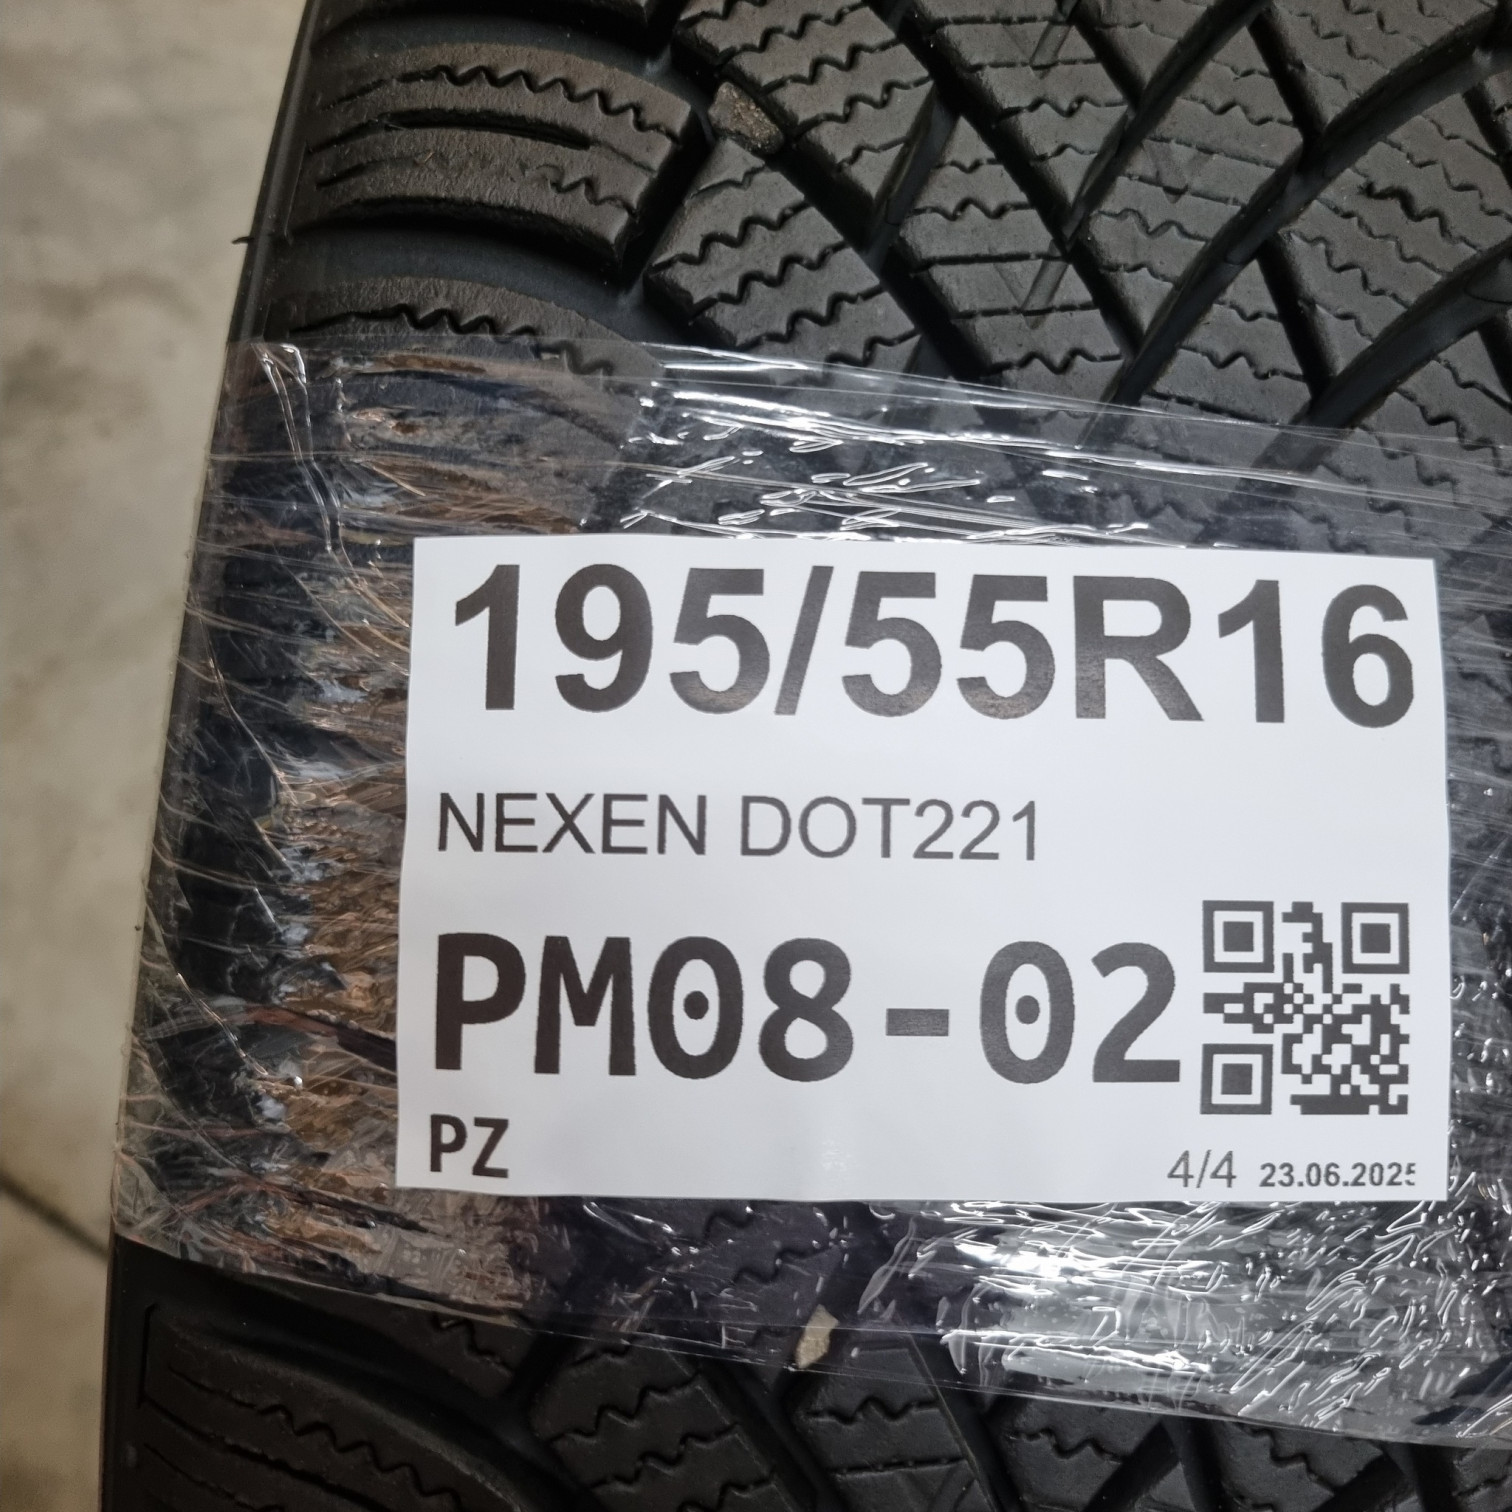 195/55R16
NEXEN DOT221
PM08-02
PZ
4/4 23.06.2025